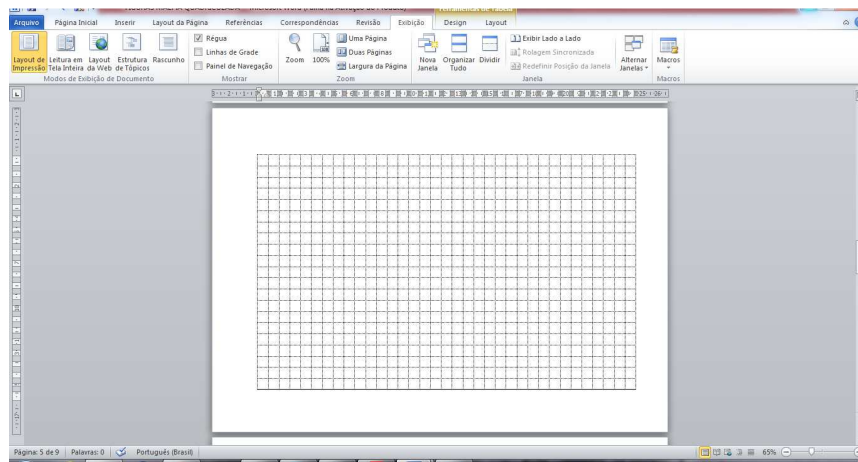 Arquivo Página Inicial Inserir Layout da Página Referências Correspondências Revisão Exibição Design Layout
Layout de Impressão
Leitura em Tela Inteira
Layout da Web
Estrutura de Tópicos
Rascunho
Modos de Exibição de Documento
Régua
Linhas de Grade
Painel de Navegação
Mostrar
Zoom
100%
Uma Página
Duas Páginas
Largura da Página
Zoom
Nova Janela
Organizar Tudo
Dividir
Exibir Lado a Lado
Rolagem Sincronizada
Redefinir Posição da Janela
Janela
Alternar Janelas
Macros
Macros
Página: 5 de 9 Palavras: 0 Português (Brasil) 65%